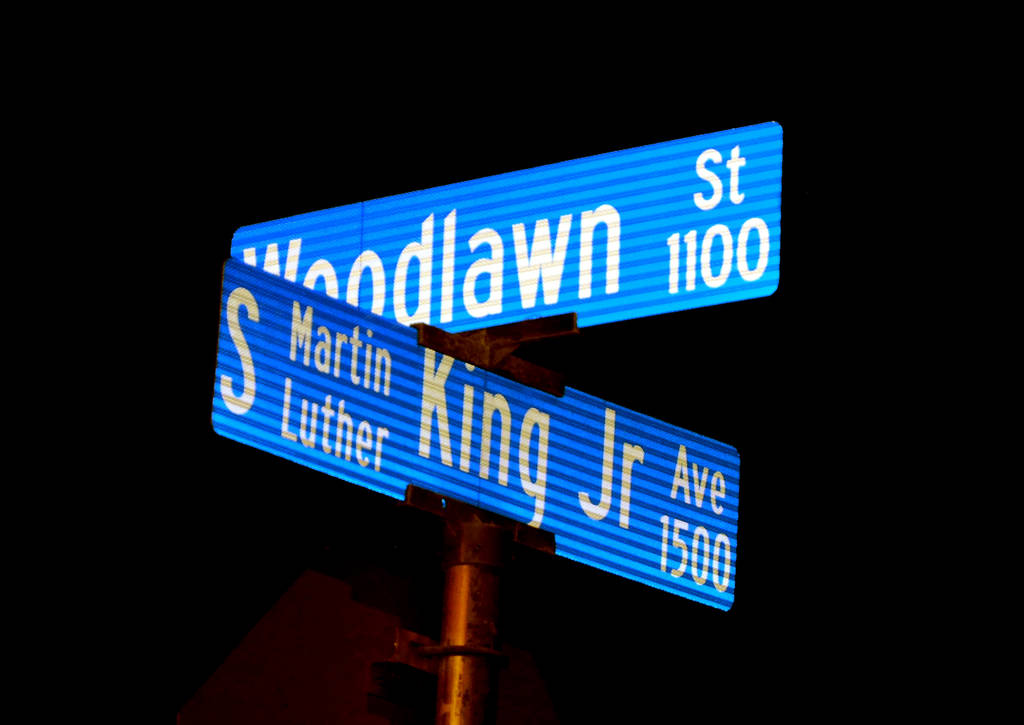 Woodlawn St
1100
S Martin Luther King Jr Ave
1500